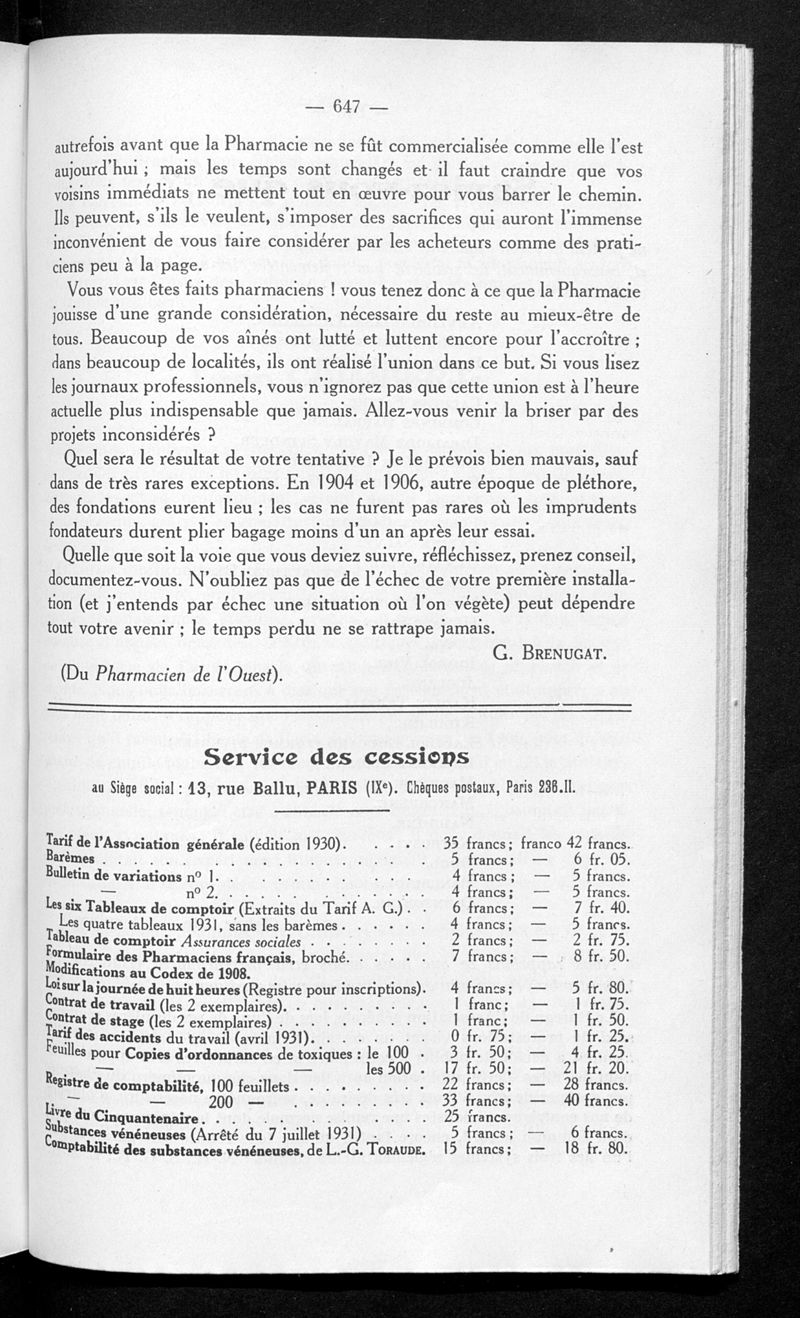 — 647 —
autrefois avant que la Pharmacie ne se fût commercialisée comme elle l'est
aujourd'hui ; mais les temps sont changés et il faut craindre que vos
voisins immédiats ne mettent tout en œuvre pour vous barrer le chemin.
Ils peuvent, s'ils le veulent, s'imposer des sacrifices qui auront l'immense
inconvénient de vous faire considérer par les acheteurs comme des prati-
ciens peu à la page.
Vous vous êtes faits pharmaciens ! vous tenez donc à ce que la Pharmacie
jouisse d'une grande considération, nécessaire du reste au mieux-être de
tous. Beaucoup de vos aînés ont lutté et luttent encore pour l'accroître ;
dans beaucoup de localités, ils ont réalisé l'union dans ce but. Si vous lisez
les journaux professionnels, vous n'ignorez pas que cette union est à l'heure
actuelle plus indispensable que jamais. Allez-vous venir la briser par des
projets inconsidérés ?
Quel sera le résultat de votre tentative ? Je le prévois bien mauvais, sauf
dans de très rares exceptions. En 1904 et 1906, autre époque de pléthore,
des fondations eurent lieu ; les cas ne furent pas rares où les imprudents
fondateurs durent plier bagage moins d'un an après leur essai.
Quelle que soit la voie que vous deviez suivre, réfléchissez, prenez conseil,
documentez-vous. N'oubliez pas que de l'échec de votre première installa-
tion (et j'entends par échec une situation où l'on végète) peut dépendre
tout votre avenir ; le temps perdu ne se rattrape jamais.
G. BRENUGAT.
(Du Pharmacien de l'Ouest).
Service des cessions
au Siège social : 13, rue Ballu, PARIS (IXe). Chèques postaux, Paris 236.II.
Tarif de l'Association générale (édition 1930). . . . . 35 francs ; franco 42 francs.
Barèmes . . . . . . . . . . . . . . . . 5 francs ; — 6 fr. 05.
Bulletin de variations n° 1. . . . . . . . . . 4 francs ; — 5 francs.
— n° 2. . . . . . . . . . . . . 4 francs ; — 5 francs.
Les six Tableaux de comptoir (Extraits du Tarif A. G.) . . 6 francs ; — 7 fr. 40.
Les quatre tableaux 1931, sans les barèmes . . . . . . 4 francs ; — 5 francs.
Tableau de comptoir Assurances sociales . . . . . . . . 2 francs ; — 2 fr. 75.
Formulaire des Pharmaciens français, broché. . . . . . 7 francs ; — 8 fr. 50.
Modifications au Codex de 1908.
Loi sur la journée de huit heures (Registre pour inscriptions). 4 francs ; — 5 fr. 80.
Contrat de travail (les 2 exemplaires). . . . . . . . . . 1 franc ; — 1 fr. 75.
Contrat de stage (les 2 exemplaires) . . . . . . . . . . 1 franc ; — 1 fr. 50.
Tarif des accidents du travail (avril 1931). . . . . . . . 0 fr. 75 ; — 1 fr. 25.
Feuilles pour Copies d'ordonnances de toxiques : le 100 . 3 fr. 50 ; — 4 fr. 25.
— — — les 500 . 17 fr. 50 ; — 21 fr. 20.
Registre de comptabilité, 100 feuillets . . . . . . . . . 22 francs ; — 28 francs.
— — 200 — . . . . . . . . . 33 francs ; — 40 francs.
Livre du Cinquantenaire . . . . . . . . . . . . . . . 25 francs.
Substances vénéneuses (Arrêté du 7 juillet 1931) . . . . 5 francs ; — 6 francs.
Comptabilité des substances vénéneuses, de L.-G. TORAUDE. 15 francs ; — 18 fr. 80.